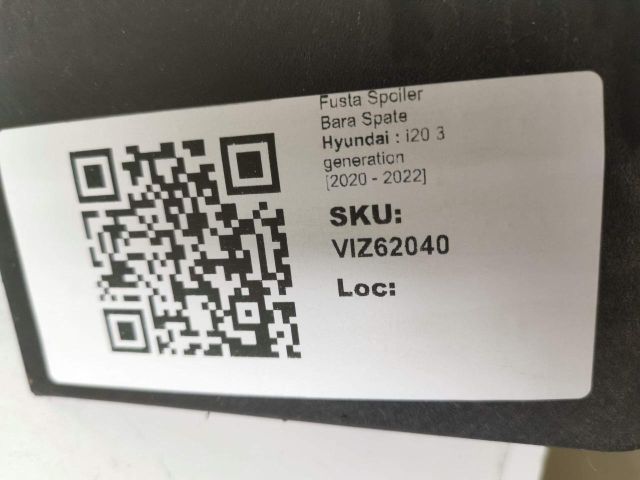 Fusta Spoiler
Bara Spate
Hyundai : i20 3
generation
[2020 - 2022]
SKU:
VIZ62040
Loc: